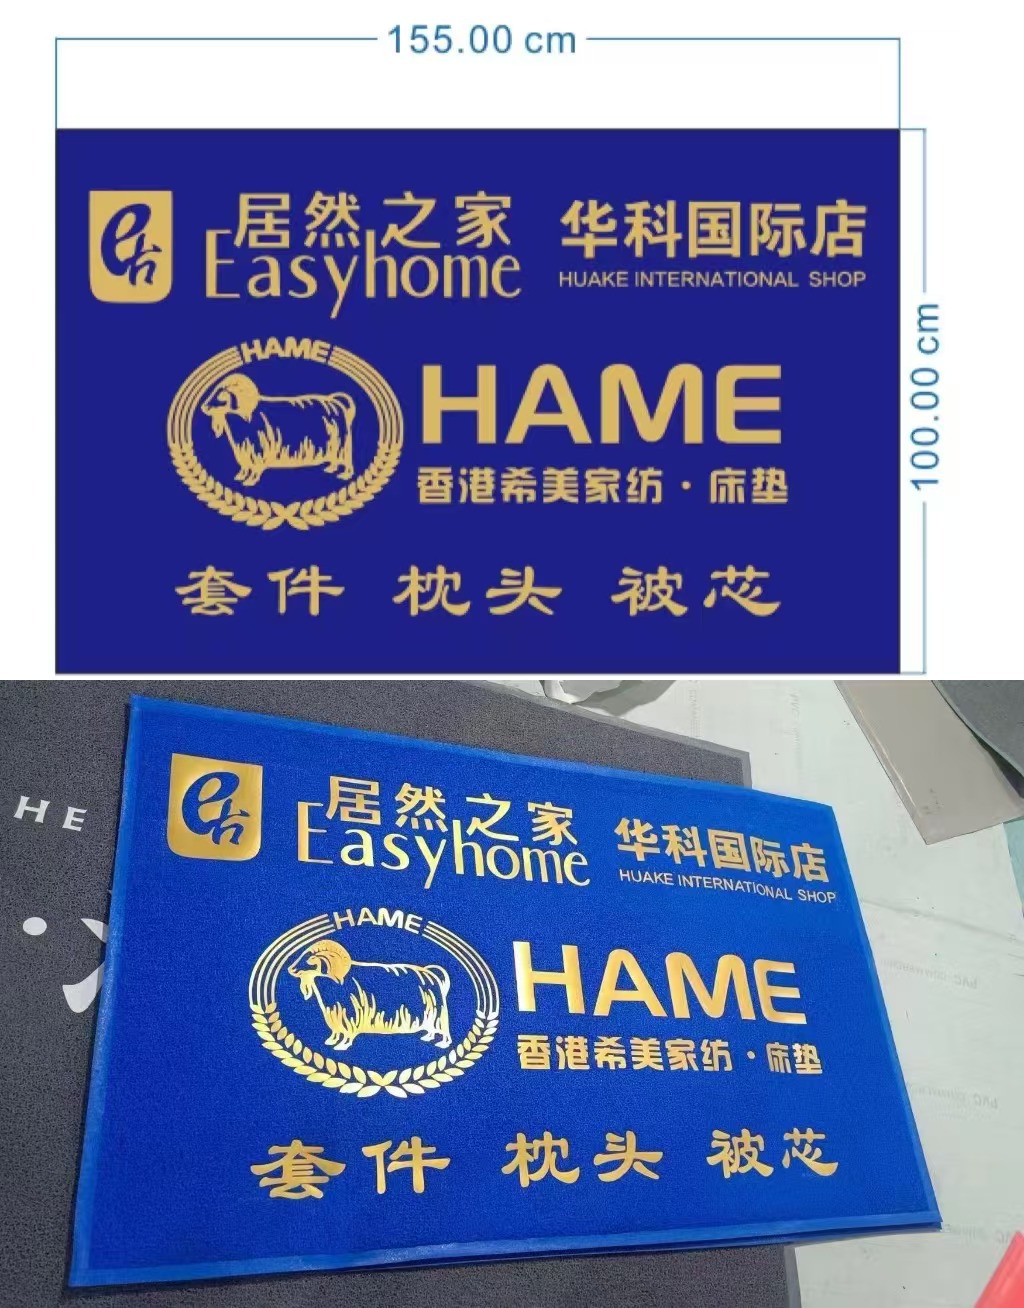 155.00 cm
居然之家
Easyhome
华科国际店
HUAKE INTERNATIONAL SHOP
100.00 cm
HAME
HAME
香港希美家纺·床垫
套件 枕头 被芯
HE
居然之家
Easyhome
华科国际店
HUAKE INTERNATIONAL SHOP
HAME
HAME
香港希美家纺·床垫
套件 枕头 被芯
PVC